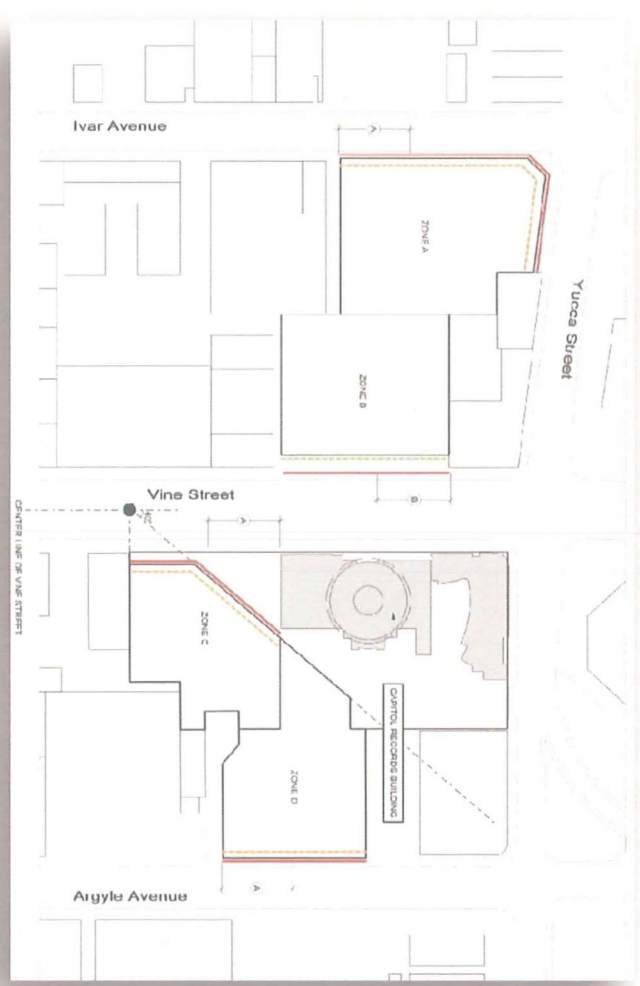 Ivar Avenue
A
ZONE A
Yucca Street
ZONE B
Vine Street
B
A
40°
CENTER LINE OF VINE STREET
ZONE C
CAPITOL RECORDS BUILDING
ZONE D
A
Argyle Avenue